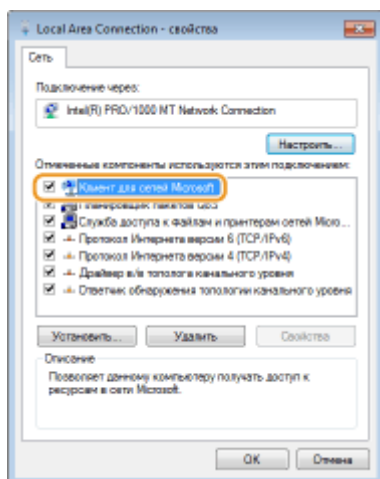 Local Area Connection - свойства
Сеть
Подключение через:
Intel(R) PRO/1000 MT Network Connection
Настроить...
Отмеченные компоненты используются этим подключением:
Клиент для сетей Microsoft
Планировщик пакетов QoS
Служба доступа к файлам и принтерам сетей Micro...
Протокол Интернета версии 6 (TCP/IPv6)
Протокол Интернета версии 4 (TCP/IPv4)
Драйвер в/в тополога канального уровня
Ответчик обнаружения топологии канального уровня
Установить...
Удалить
Свойства
Описание
Позволяет данному компьютеру получать доступ к
ресурсам в сети Microsoft.
OK
Отмена